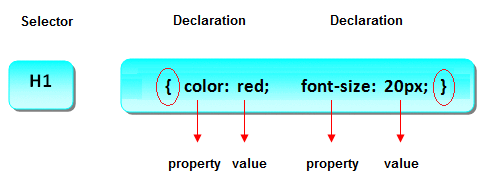 Selector Declaration Declaration
H1 { color: red; font-size: 20px; }
property value property value